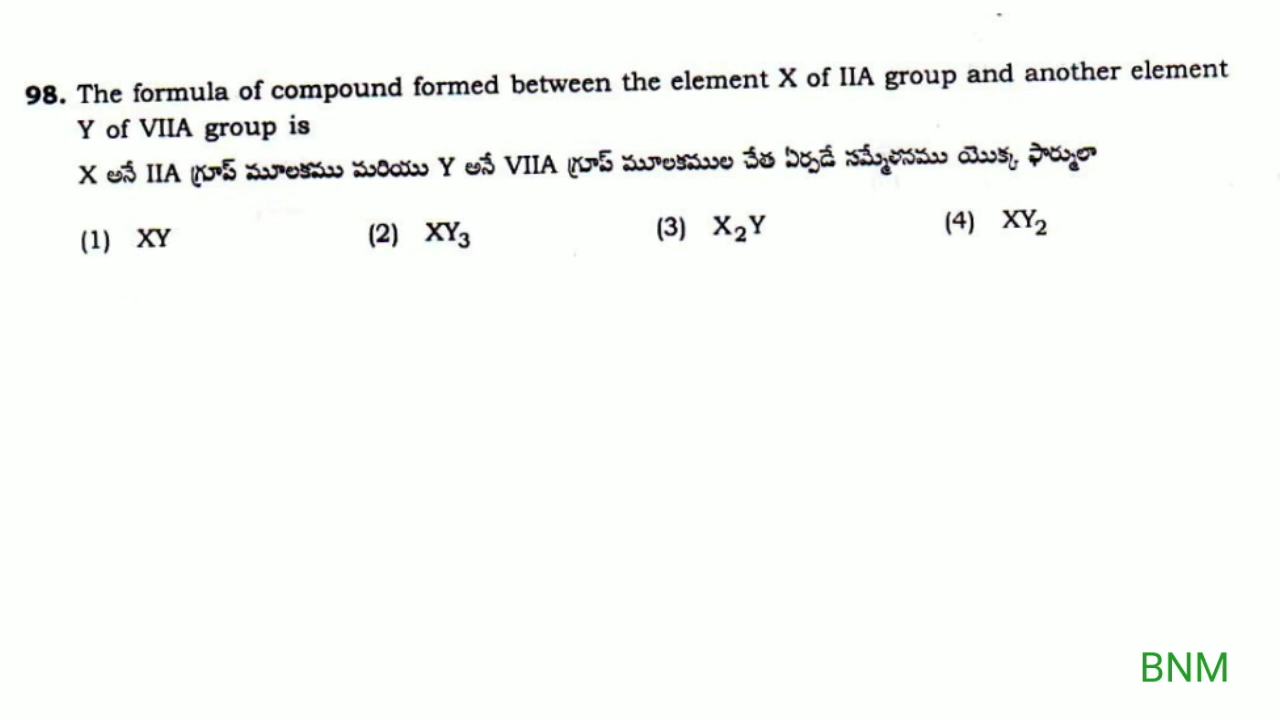 98. The formula of compound formed between the element X of IIA group and another element
Y of VIIA group is
X అనే IIA గ్రూప్ మూలకము మరియు Y అనే VIIA గ్రూప్ మూలకముల చేత ఏర్పడే సమ్మేళనము యొక్క ఫార్ములా
(1) XY (2) XY₃ (3) X₂Y (4) XY₂
BNM